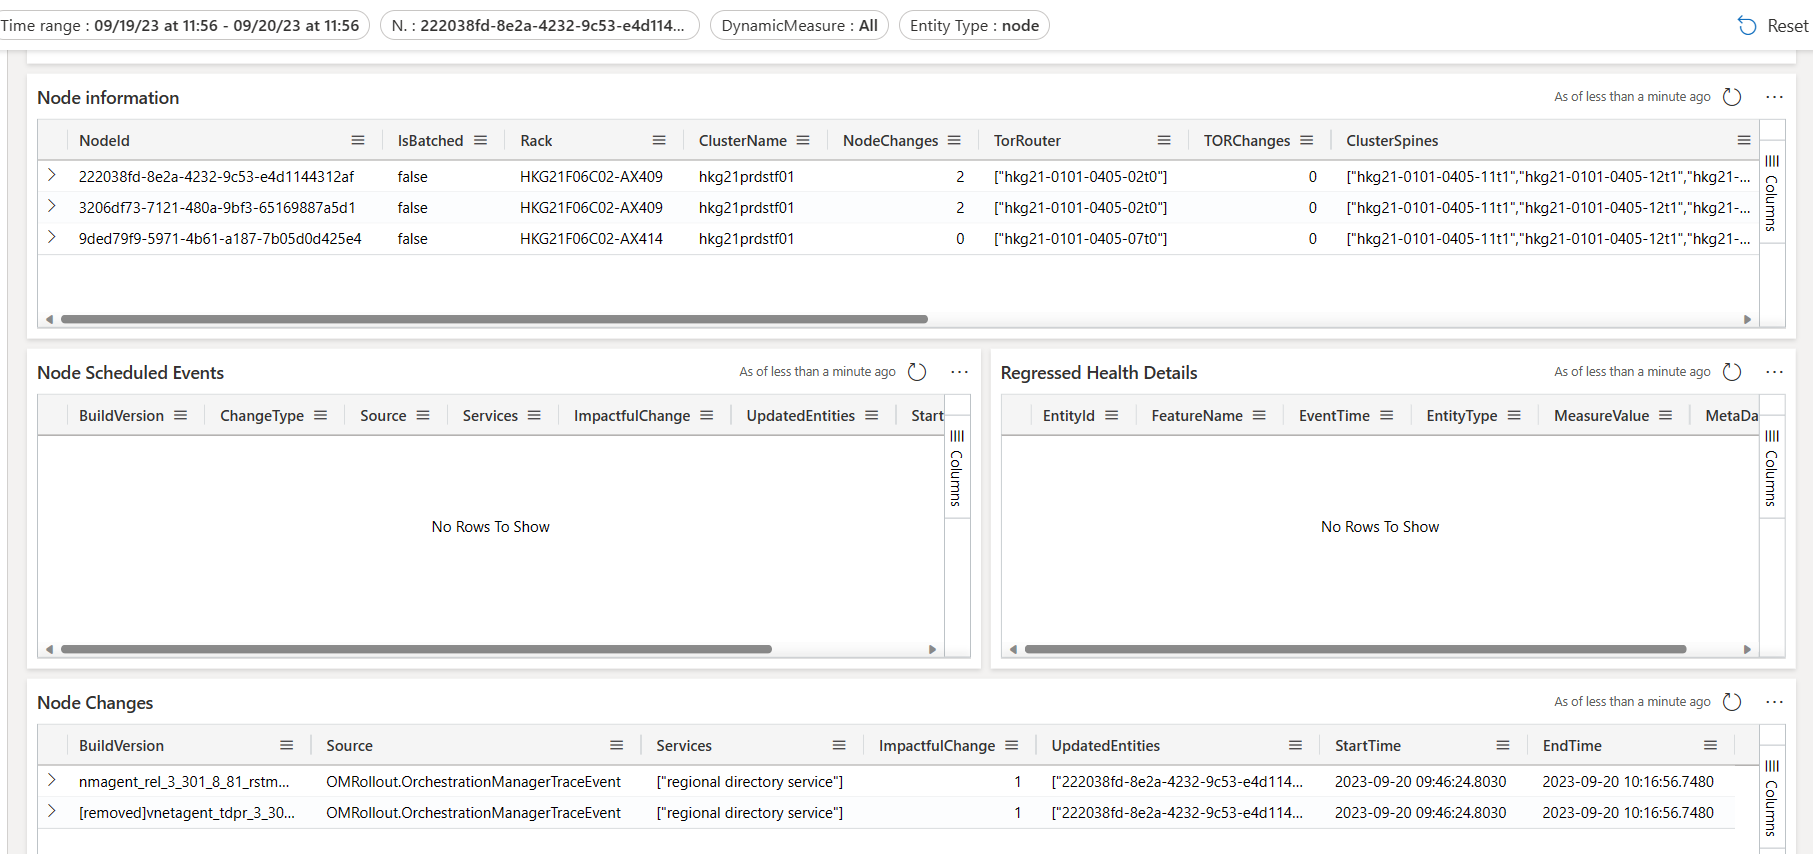 Time range : 09/19/23 at 11:56 - 09/20/23 at 11:56 N. : 222038fd-8e2a-4232-9c53-e4d114... DynamicMeasure : All Entity Type : node Reset
Node information As of less than a minute ago ...
NodeId IsBatched Rack ClusterName NodeChanges TorRouter TORChanges ClusterSpines
222038fd-8e2a-4232-9c53-e4d1144312af false HKG21F06C02-AX409 hkg21prdstf01 2 ["hkg21-0101-0405-02t0"] 0 ["hkg21-0101-0405-11t1","hkg21-0101-0405-12t1","hkg21-...
3206df73-7121-480a-9bf3-65169887a5d1 false HKG21F06C02-AX409 hkg21prdstf01 2 ["hkg21-0101-0405-02t0"] 0 ["hkg21-0101-0405-11t1","hkg21-0101-0405-12t1","hkg21-...
9ded79f9-5971-4b61-a187-7b05d0d425e4 false HKG21F06C02-AX414 hkg21prdstf01 0 ["hkg21-0101-0405-07t0"] 0 ["hkg21-0101-0405-11t1","hkg21-0101-0405-12t1","hkg21-...
Columns
Node Scheduled Events As of less than a minute ago ...
BuildVersion ChangeType Source Services ImpactfulChange UpdatedEntities Start
No Rows To Show
Columns
Regressed Health Details As of less than a minute ago ...
EntityId FeatureName EventTime EntityType MeasureValue MetaDa
No Rows To Show
Columns
Node Changes As of less than a minute ago ...
BuildVersion Source Services ImpactfulChange UpdatedEntities StartTime EndTime
nmagent_rel_3_301_8_81_rstm... OMRollout.OrchestrationManagerTraceEvent ["regional directory service"] 1 ["222038fd-8e2a-4232-9c53-e4d114... 2023-09-20 09:46:24.8030 2023-09-20 10:16:56.7480
[removed]vnetagent_tdpr_3_30... OMRollout.OrchestrationManagerTraceEvent ["regional directory service"] 1 ["222038fd-8e2a-4232-9c53-e4d114... 2023-09-20 09:46:24.8030 2023-09-20 10:16:56.7480
Columns